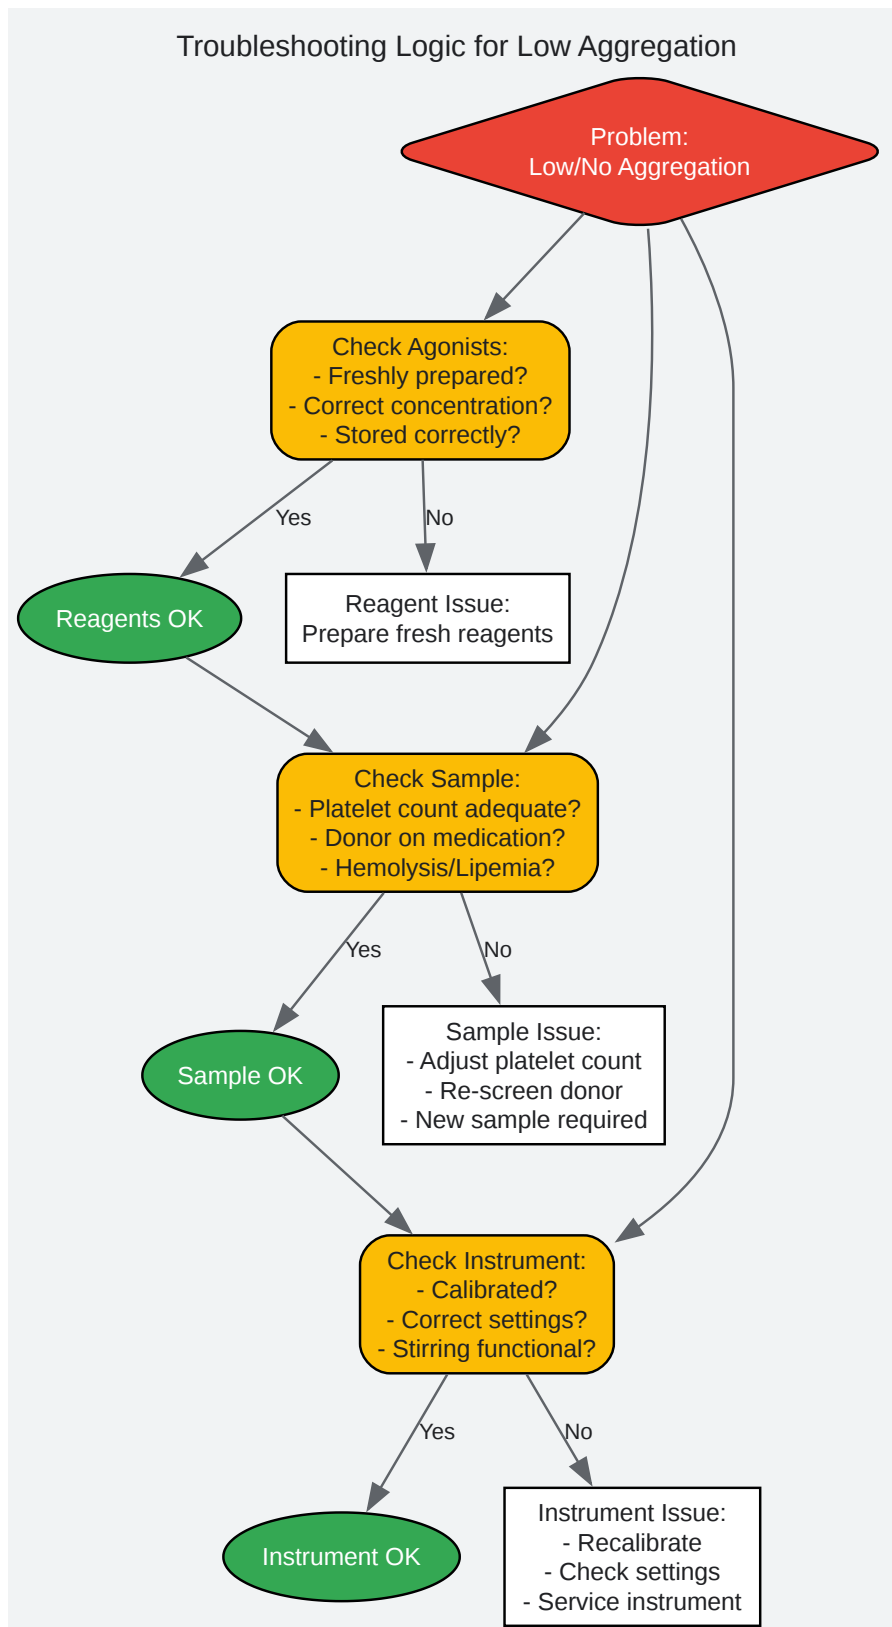 Troubleshooting Logic for Low Aggregation
Problem:
Low/No Aggregation
Check Agonists:
- Freshly prepared?
- Correct concentration?
- Stored correctly?
Yes
No
Reagents OK
Reagent Issue:
Prepare fresh reagents
Check Sample:
- Platelet count adequate?
- Donor on medication?
- Hemolysis/Lipemia?
Yes
No
Sample OK
Sample Issue:
- Adjust platelet count
- Re-screen donor
- New sample required
Check Instrument:
- Calibrated?
- Correct settings?
- Stirring functional?
Yes
No
Instrument OK
Instrument Issue:
- Recalibrate
- Check settings
- Service instrument